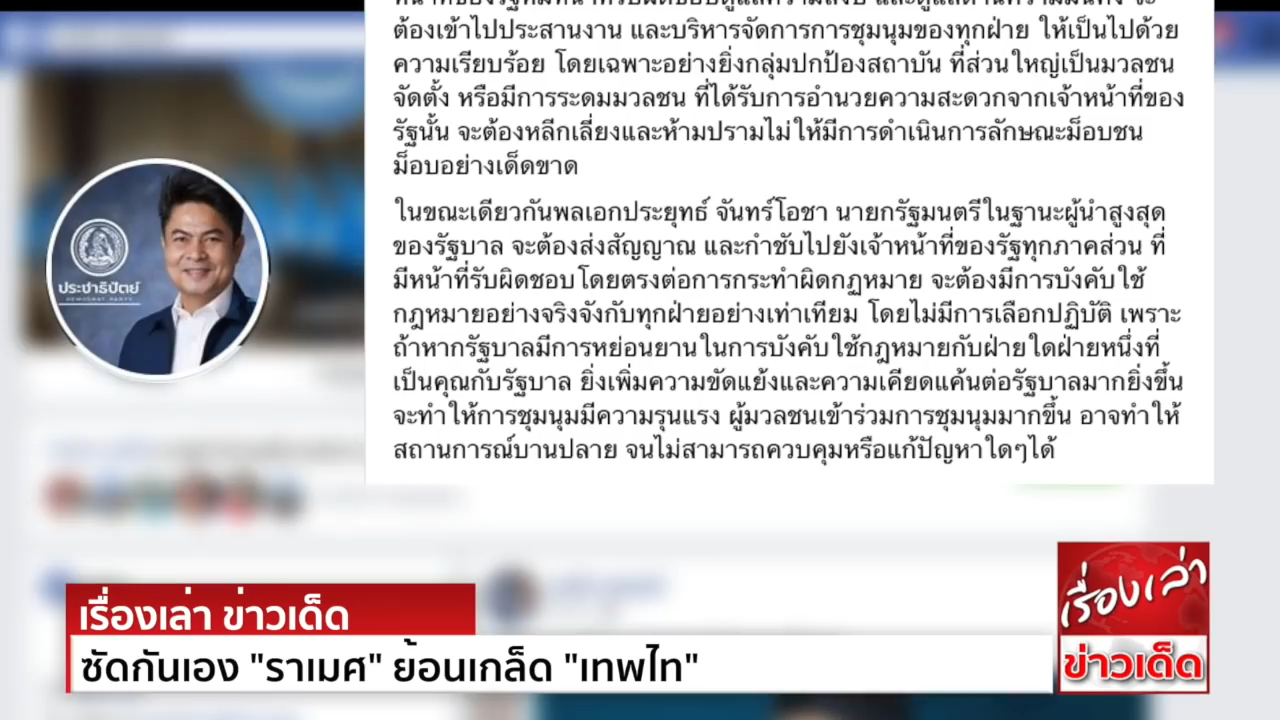 ต้องเข้าไปประสานงาน และบริหารจัดการการชุมนุมของทุกฝ่าย ให้เป็นไปด้วย
ความเรียบร้อย โดยเฉพาะอย่างยิ่งกลุ่มปกป้องสถาบัน ที่ส่วนใหญ่เป็นมวลชน
จัดตั้ง หรือมีการระดมมวลชน ที่ได้รับการอำนวยความสะดวกจากเจ้าหน้าที่ของ
รัฐนั้น จะต้องหลีกเลี่ยงและห้ามปรามไม่ให้มีการดำเนินการลักษณะม็อบชน
ม็อบอย่างเด็ดขาด
ในขณะเดียวกันพลเอกประยุทธ์ จันทร์โอชา นายกรัฐมนตรีในฐานะผู้นำสูงสุด
ของรัฐบาล จะต้องส่งสัญญาณ และกำชับไปยังเจ้าหน้าที่ของรัฐทุกภาคส่วน ที่
มีหน้าที่รับผิดชอบโดยตรงต่อการกระทำผิดกฏหมาย จะต้องมีการบังคับใช้
กฎหมายอย่างจริงจังกับทุกฝ่ายอย่างเท่าเทียม โดยไม่มีการเลือกปฏิบัติ เพราะ
ถ้าหากรัฐบาลมีการหย่อนยานในการบังคับใช้กฎหมายกับฝ่ายใดฝ่ายหนึ่งที่
เป็นคุณกับรัฐบาล ยิ่งเพิ่มความขัดแย้งและความเคียดแค้นต่อรัฐบาลมากยิ่งขึ้น
จะทำให้การชุมนุมมีความรุนแรง ผู้มวลชนเข้าร่วมการชุมนุมมากขึ้น อาจทำให้
สถานการณ์บานปลาย จนไม่สามารถควบคุมหรือแก้ปัญหาใดๆได้
ประชาธิปัตย์
DEMOCRAT PARTY
เรื่องเล่า ข่าวเด็ด
ซัดกันเอง "ราเมศ" ย้อนเกล็ด "เทพไท"
เรื่องเล่า
ข่าวเด็ด